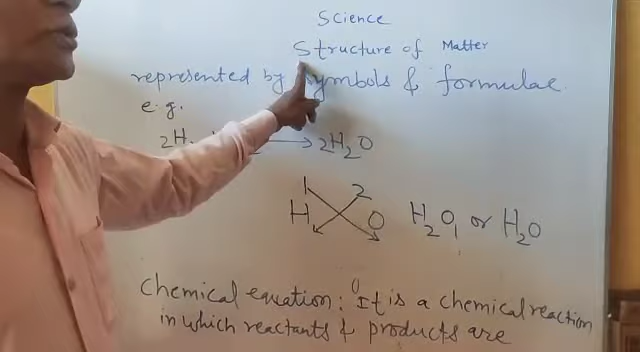 Science
Structure of Matter
represented by symbols & formulae.
e.g.
2H₂ → 2H₂O
1 2
H O H₂O₁ or H₂O
Chemical equation: It is a chemical reaction
in which reactants & products are